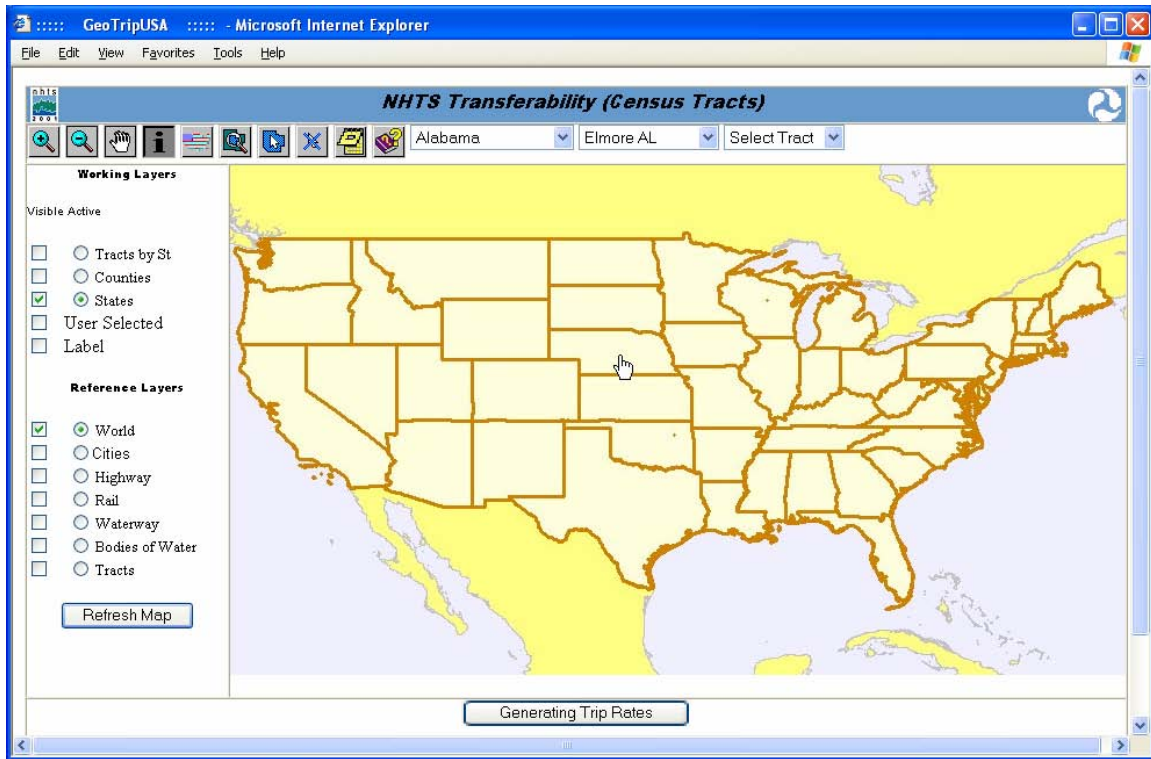 ::::: GeoTripUSA ::::: - Microsoft Internet Explorer
File Edit View Favorites Tools Help
nhts
2001
NHTS Transferability (Census Tracts)
Alabama Elmore AL Select Tract
Working Layers
Visible Active
Tracts by St
Counties
States
User Selected
Label
Reference Layers
World
Cities
Highway
Rail
Waterway
Bodies of Water
Tracts
Refresh Map
Generating Trip Rates